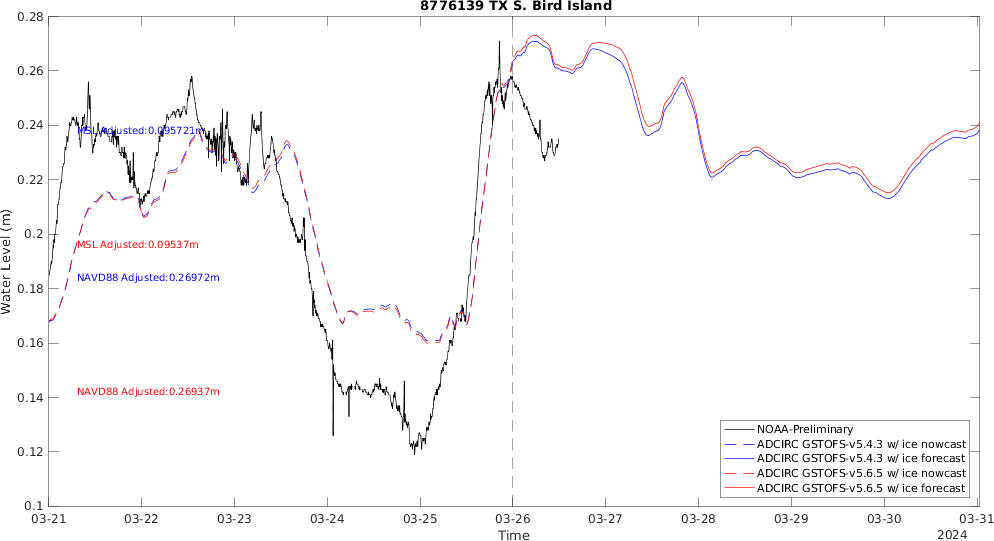 8776139 TX S. Bird Island
Water Level (m)
0.28
0.26
0.24
0.22
0.2
0.18
0.16
0.14
0.12
0.1
MSL Adjusted:0.095721m
MSL Adjusted:0.09537m
NAVD88 Adjusted:0.26972m
NAVD88 Adjusted:0.26937m
NOAA-Preliminary
ADCIRC GSTOFS-v5.4.3 w/ ice nowcast
ADCIRC GSTOFS-v5.4.3 w/ ice forecast
ADCIRC GSTOFS-v5.6.5 w/ ice nowcast
ADCIRC GSTOFS-v5.6.5 w/ ice forecast
03-21 03-22 03-23 03-24 03-25 03-26 03-27 03-28 03-29 03-30 03-31
Time
2024